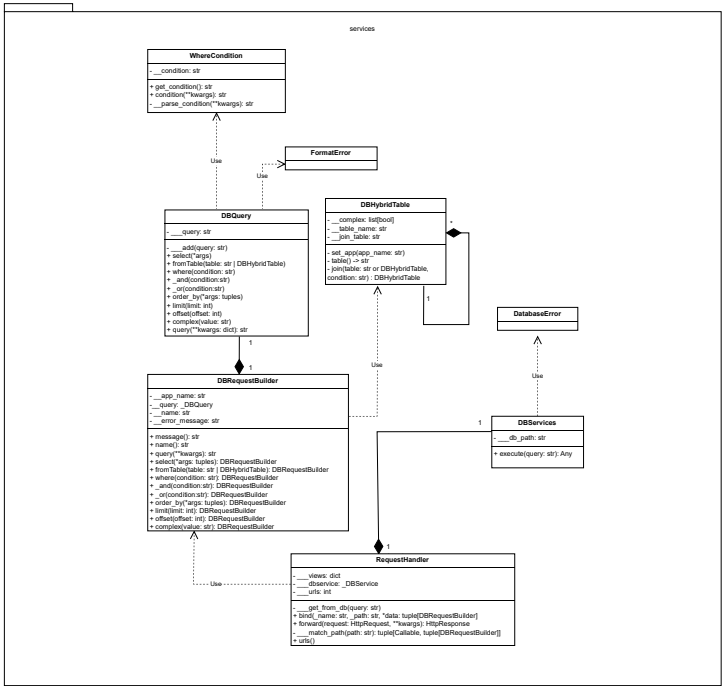 services
WhereCondition
- __condition: str
+ get_condition(): str
+ condition(**kwargs): str
- __parse_condition(**kwargs): str
Use
Use
FormatError
DBQuery
- ___query: str
- ___add(query: str)
+ select(*args)
+ fromTable(table: str | DBHybridTable)
+ where(condition: str)
+ _and(condition:str)
+ _or(condition:str)
+ order_by(*args: tuples)
+ limit(limit: int)
+ offset(offset: int)
+ complex(value: str)
+ query(**kwargs: dict): str
1
1
DBHybridTable
- __complex: list[bool]
- __table_name: str
- __join_table: str
- set_app(app_name: str)
- table() -> str
- join(table: str or DBHybridTable,
condition: str) : DBHybridTable
*
1
Use
DatabaseError
Use
DBRequestBuilder
- __app_name: str
- __query: _DBQuery
- __name: str
- __error_message: str
+ message(): str
+ name(): str
+ query(**kwargs): str
+ select(*args: tuples): DBRequestBuilder
+ fromTable(table: str | DBHybridTable): DBRequestBuilder
+ where(condition: str): DBRequestBuilder
+ _and(condition:str): DBRequestBuilder
+ _or(condition:str): DBRequestBuilder
+ order_by(*args: tuples): DBRequestBuilder
+ limit(limit: int): DBRequestBuilder
+ offset(offset: int): DBRequestBuilder
+ complex(value: str): DBRequestBuilder
DBServices
- ___db_path: str
+ execute(query: str): Any
1
1
Use
RequestHandler
- ___views: dict
- ___dbservice: _DBService
- ___urls: int
- ___get_from_db(query: str)
+ bind(_name: str, _path: str, *data: tuple[DBRequestBuilder]
+ forward(request: HttpRequest, **kwargs): HttpResponse
- ___match_path(path: str): tuple[Callable, tuple[DBRequestBuilder]]
+ urls()